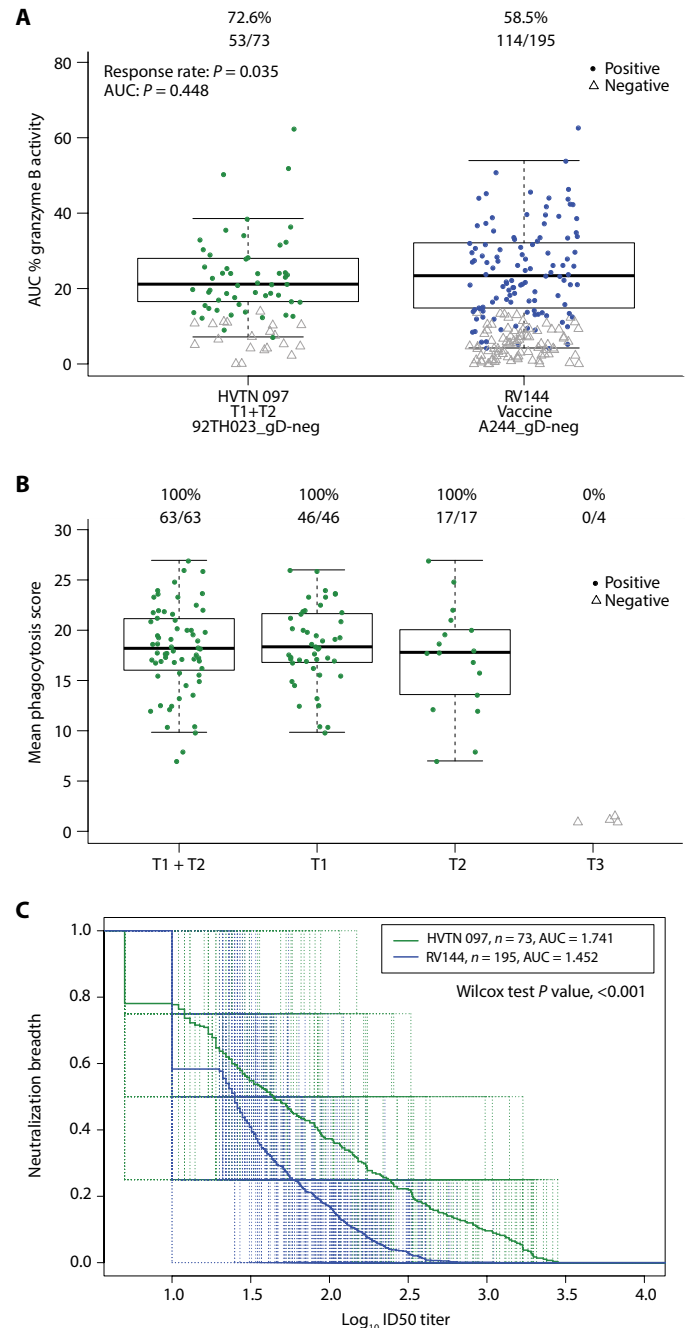 A
72.6%
58.5%
53/73
114/195
Response rate: P = 0.035
AUC: P = 0.448
Positive
Negative
AUC % granzyme B activity
80
60
40
20
0
HVTN 097
T1+T2
92TH023_gD-neg
RV144
Vaccine
A244_gD-neg
B
100%
100%
100%
0%
63/63
46/46
17/17
0/4
Positive
Negative
Mean phagocytosis score
30
25
20
15
10
5
0
T1 + T2
T1
T2
T3
C
HVTN 097, n = 73, AUC = 1.741
RV144, n = 195, AUC = 1.452
Wilcox test P value, <0.001
Neutralization breadth
1.0
0.8
0.6
0.4
0.2
0.0
1.0
1.5
2.0
2.5
3.0
3.5
4.0
Log10 ID50 titer